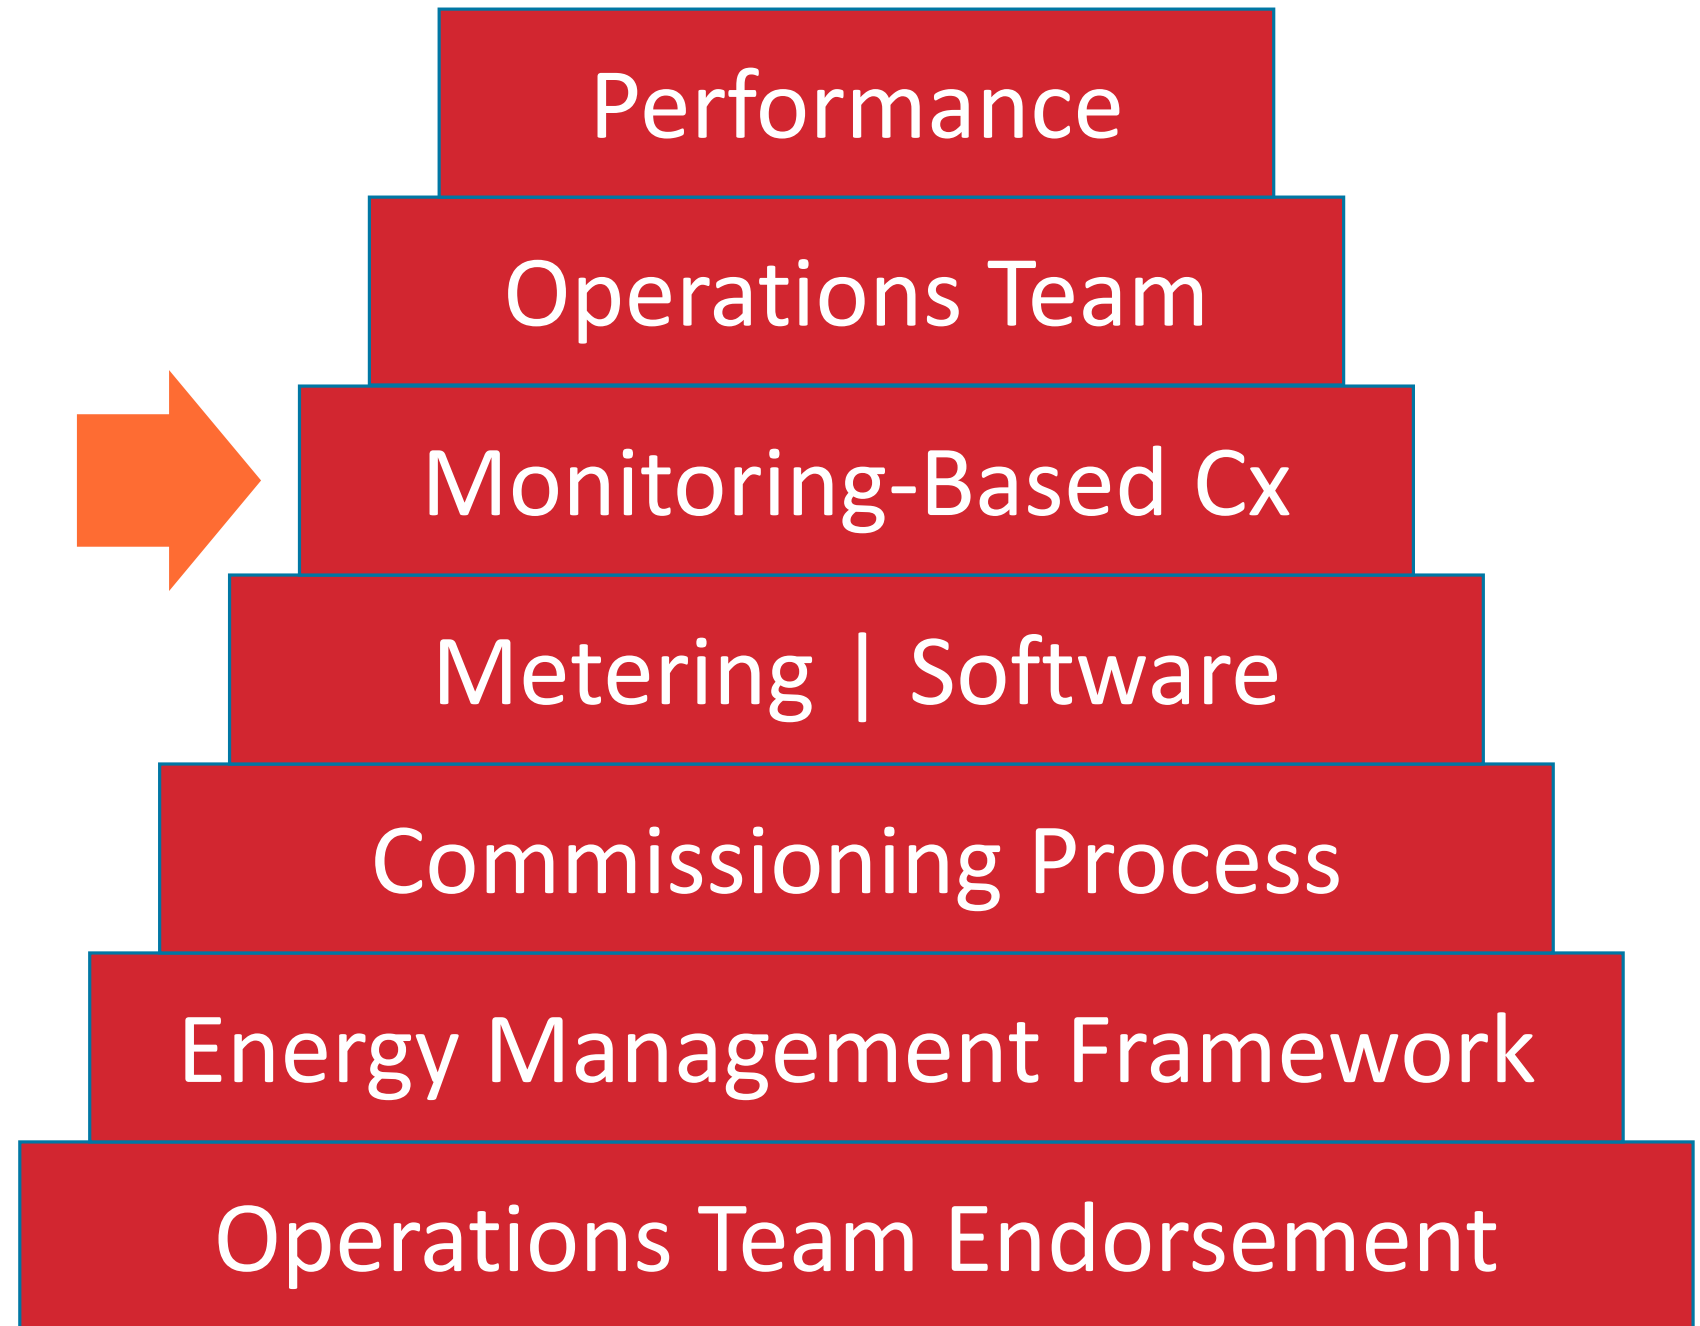 Performance
Operations Team
Monitoring-Based Cx
Metering | Software
Commissioning Process
Energy Management Framework
Operations Team Endorsement